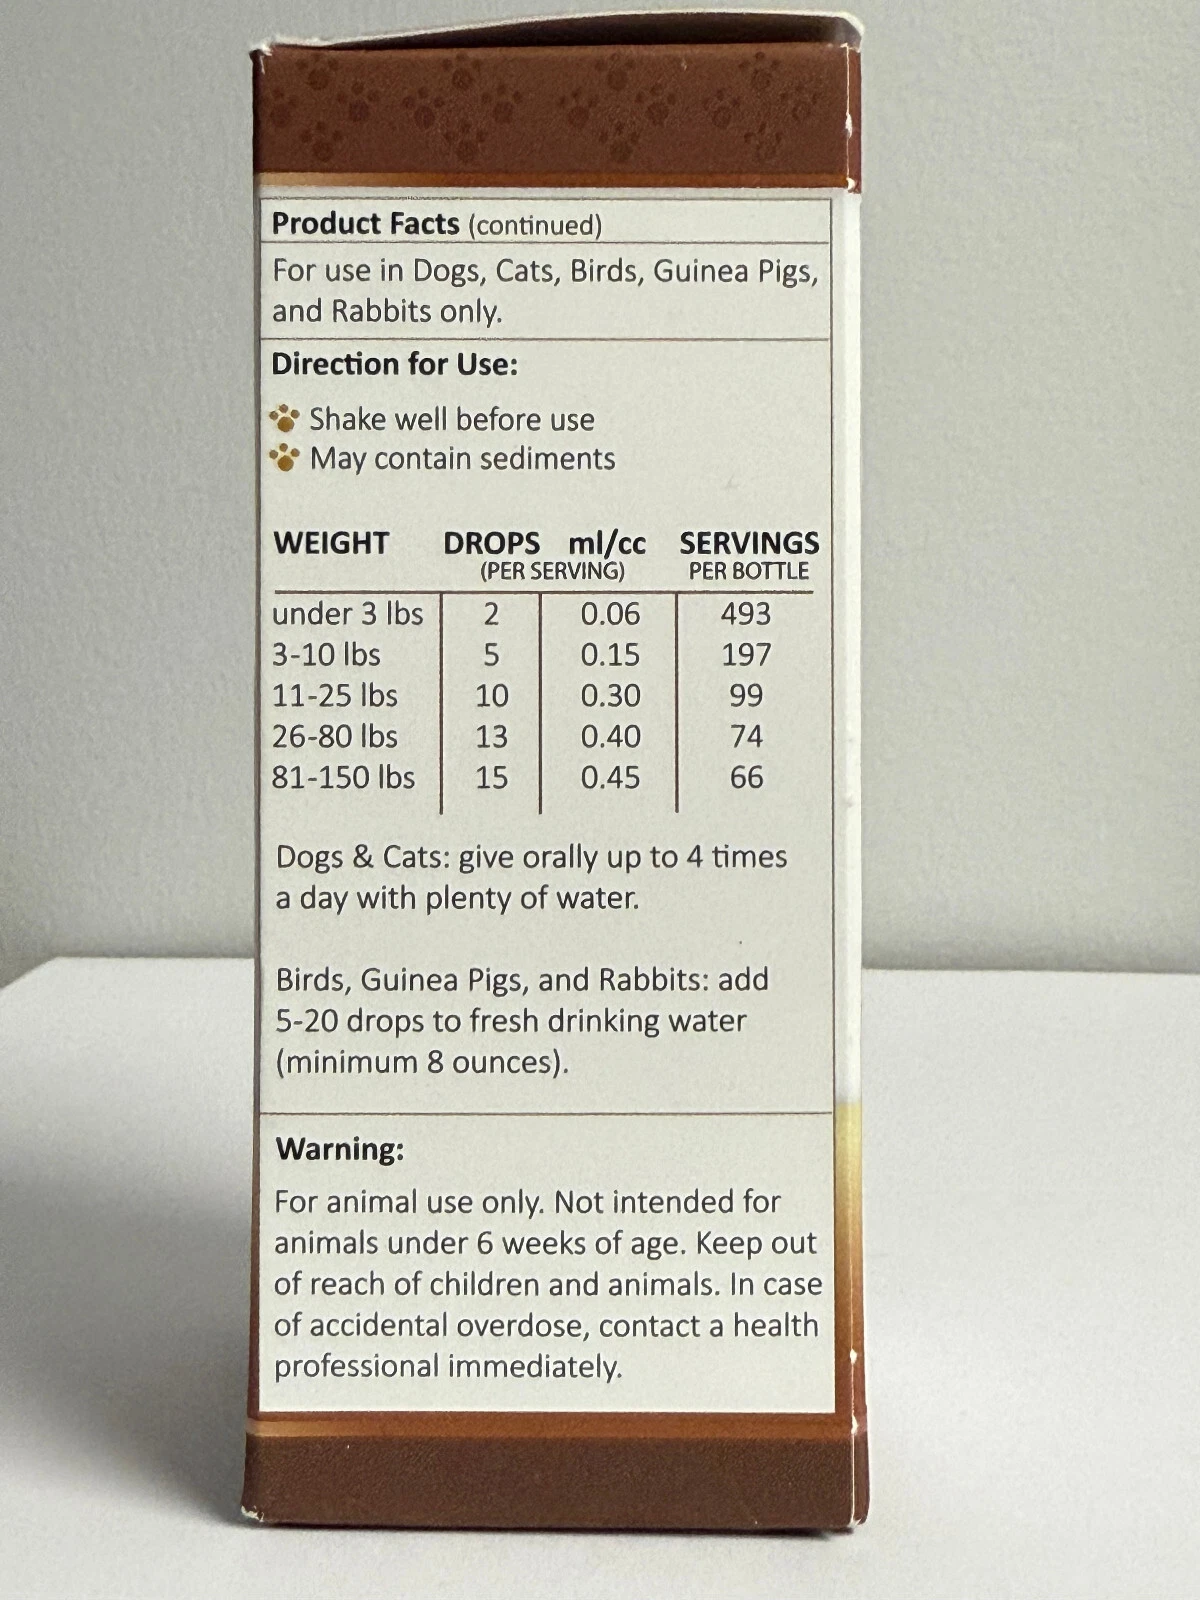 Product Facts (continued)
For use in Dogs, Cats, Birds, Guinea Pigs,
and Rabbits only.
Direction for Use:
Shake well before use
May contain sediments
WEIGHT DROPS ml/cc SERVINGS
(PER SERVING) PER BOTTLE
under 3 lbs 2 0.06 493
3-10 lbs 5 0.15 197
11-25 lbs 10 0.30 99
26-80 lbs 13 0.40 74
81-150 lbs 15 0.45 66
Dogs & Cats: give orally up to 4 times
a day with plenty of water.
Birds, Guinea Pigs, and Rabbits: add
5-20 drops to fresh drinking water
(minimum 8 ounces).
Warning:
For animal use only. Not intended for
animals under 6 weeks of age. Keep out
of reach of children and animals. In case
of accidental overdose, contact a health
professional immediately.